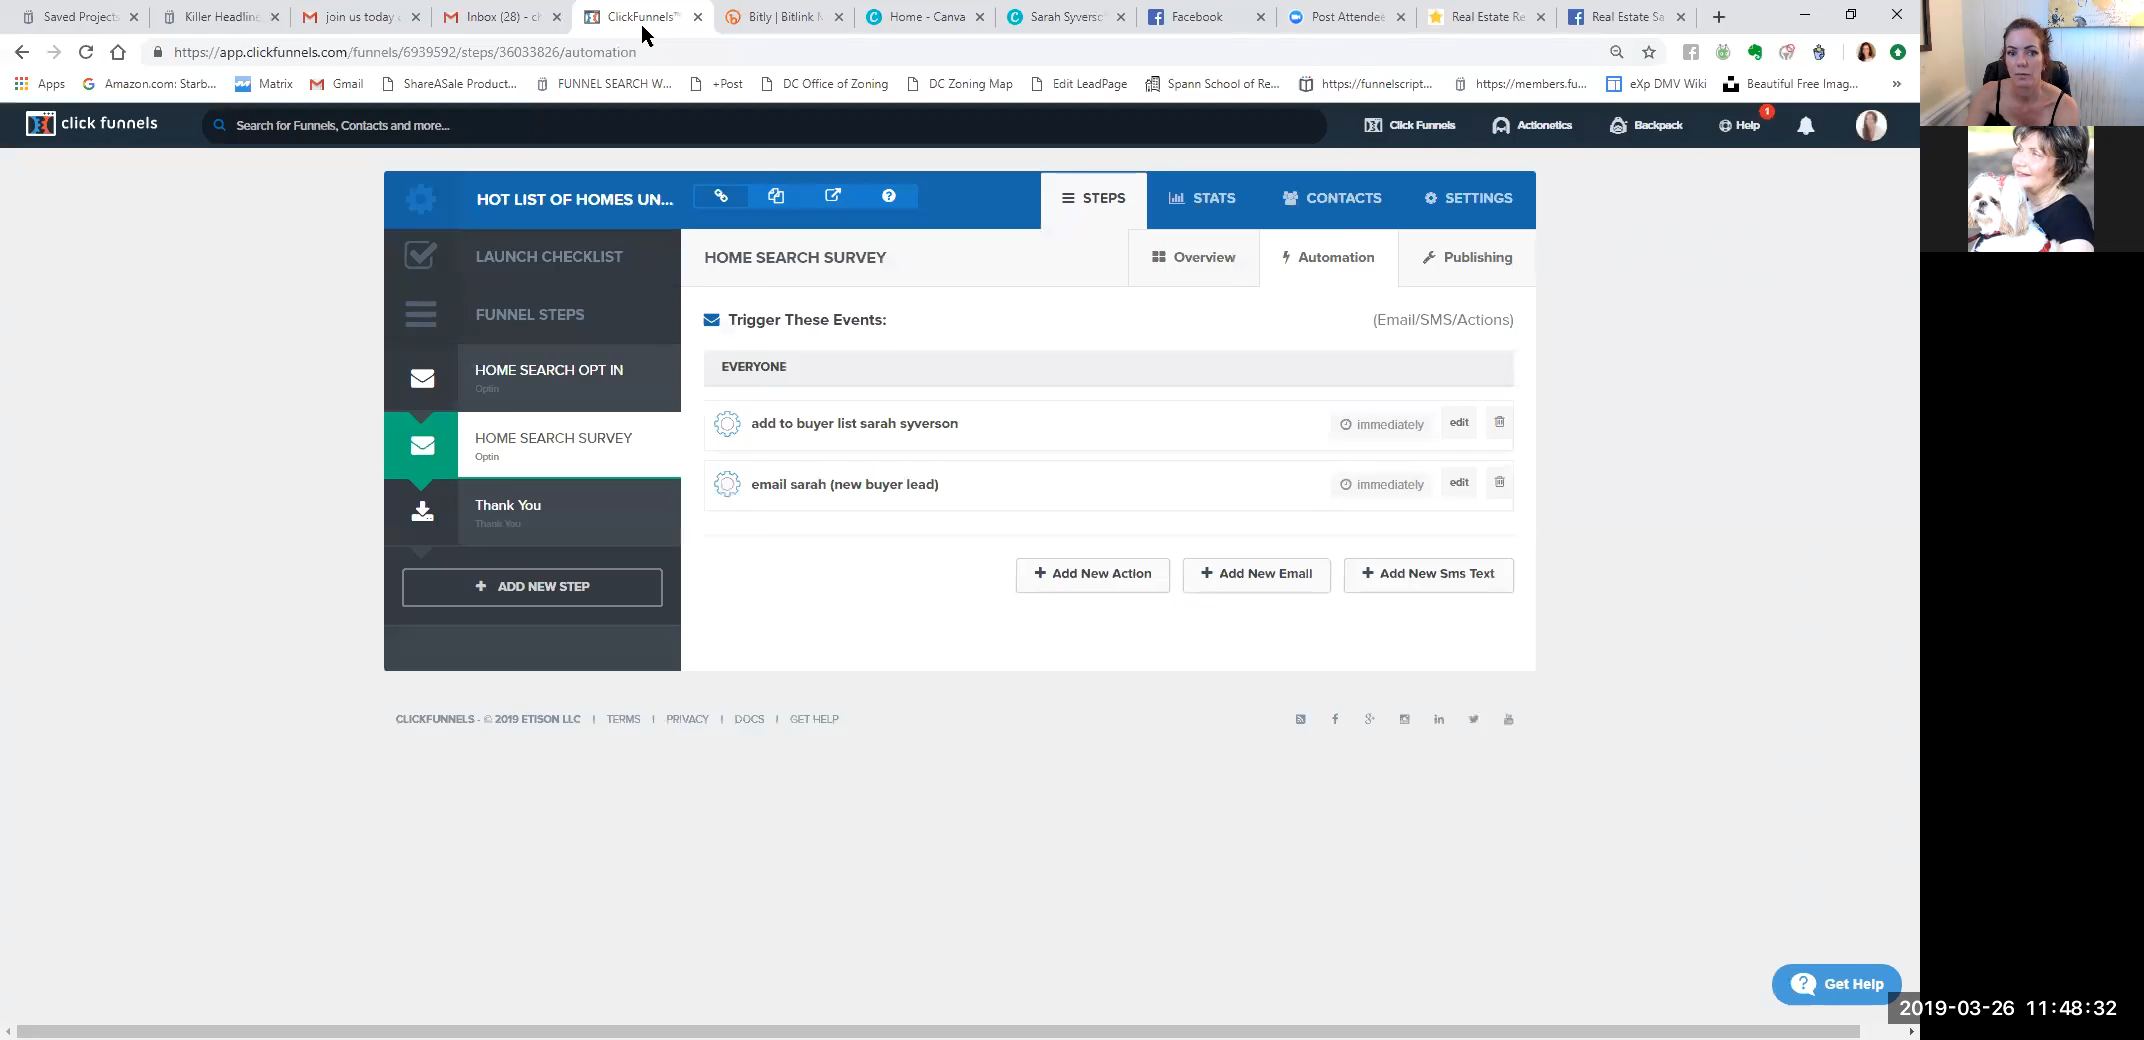 Saved Projects
Killer Headline
join us today
Inbox (28) - c
ClickFunnels™
Bitly | Bitlink
Home - Canva
Sarah Syverso
Facebook
Post Attendee
Real Estate Re
Real Estate Sa
https://app.clickfunnels.com/funnels/6939592/steps/36033826/automation
Apps
Amazon.com: Starb...
Matrix
Gmail
ShareASale Product...
FUNNEL SEARCH W...
+Post
DC Office of Zoning
DC Zoning Map
Edit LeadPage
Spann School of Re...
https://funnelscript...
https://members.fu...
eXp DMV Wiki
Beautiful Free Imag...
»
click funnels
Search for Funnels, Contacts and more...
Click Funnels
Actionetics
Backpack
Help
1
HOT LIST OF HOMES UN...
STEPS
STATS
CONTACTS
SETTINGS
LAUNCH CHECKLIST
FUNNEL STEPS
HOME SEARCH OPT IN
Optin
HOME SEARCH SURVEY
Optin
Thank You
Thank You
+ ADD NEW STEP
HOME SEARCH SURVEY
Overview
Automation
Publishing
Trigger These Events:
(Email/SMS/Actions)
EVERYONE
add to buyer list sarah syverson
immediately
edit
email sarah (new buyer lead)
immediately
edit
+ Add New Action
+ Add New Email
+ Add New Sms Text
CLICKFUNNELS - © 2019 ETISON LLC | TERMS | PRIVACY | DOCS | GET HELP
Get Help
2019-03-26 11:48:32